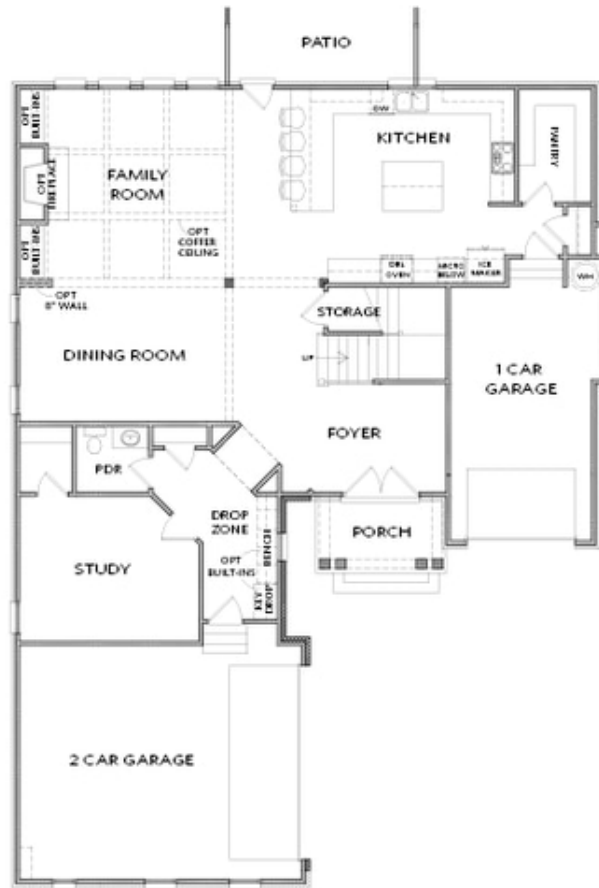 PATIO
OPT
BUILT-INS
DW
KITCHEN
PANTRY
FAMILY
ROOM
OPT
FIREPLACE
OPT
COFFER
CEILING
OPT
BUILT-INS
DBL
OVEN
MICRO
BELOW
ICE
MAKER
WH
OPT
8" WALL
STORAGE
DINING ROOM
UP
1 CAR
GARAGE
FOYER
PDR
DROP
ZONE
PORCH
OPT
BUILT-INS
BENCH
STUDY
KEY
DROP
2 CAR GARAGE